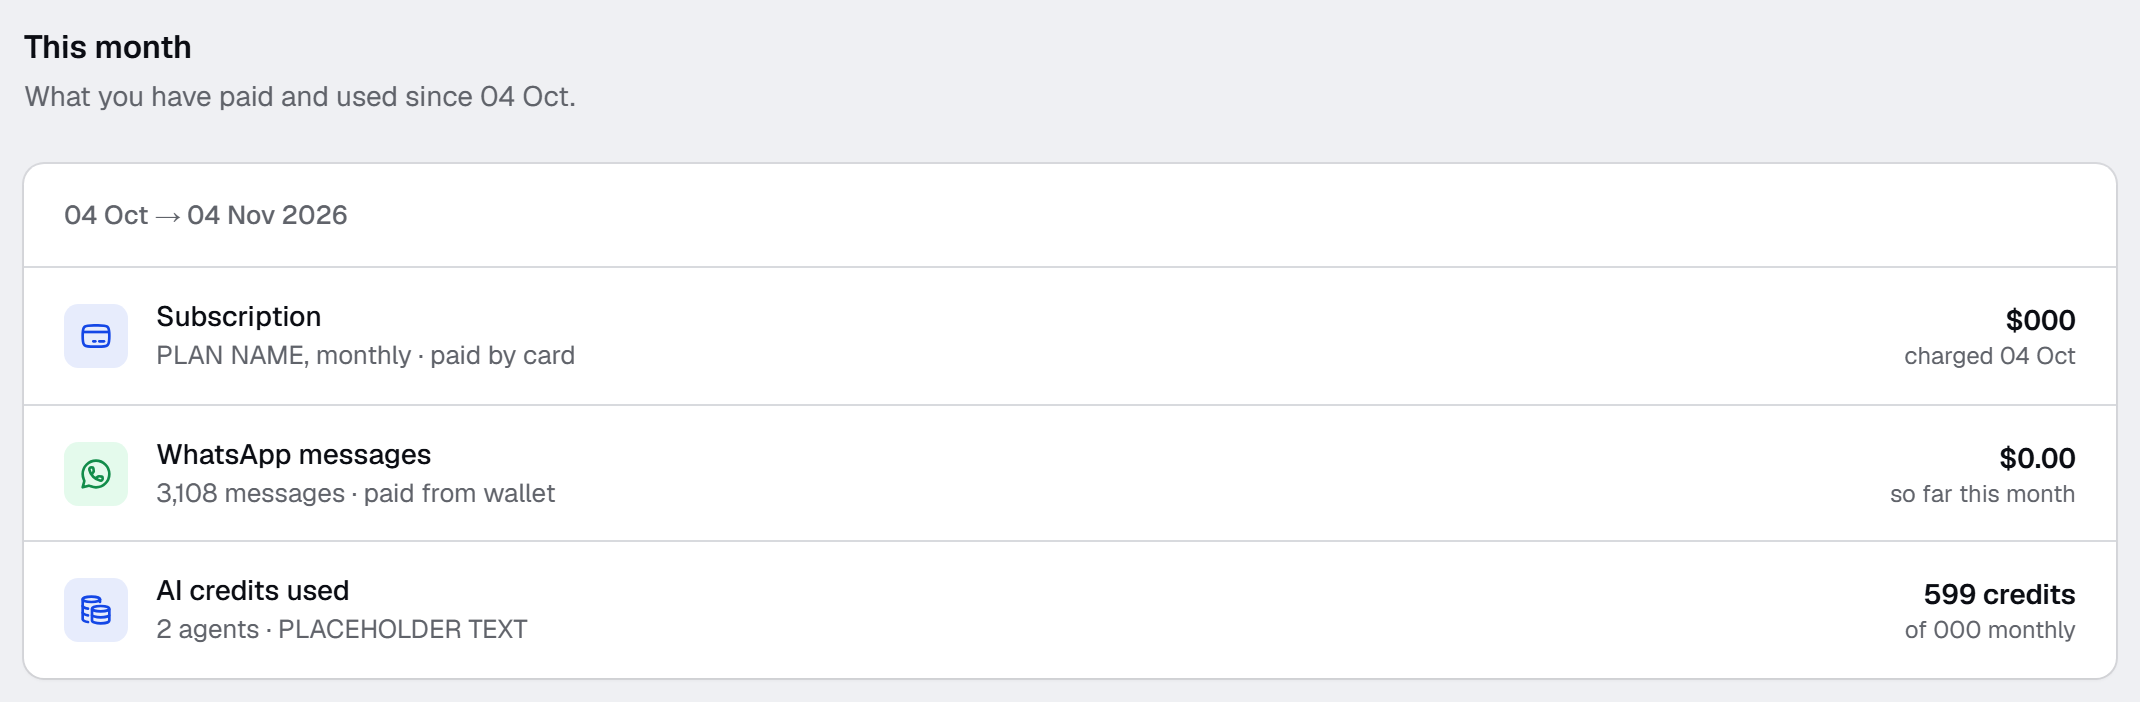 This month
What you have paid and used since 04 Oct.
04 Oct → 04 Nov 2026
Subscription
PLAN NAME, monthly · paid by card
$000
charged 04 Oct
WhatsApp messages
3,108 messages · paid from wallet
$0.00
so far this month
AI credits used
2 agents · PLACEHOLDER TEXT
599 credits
of 000 monthly